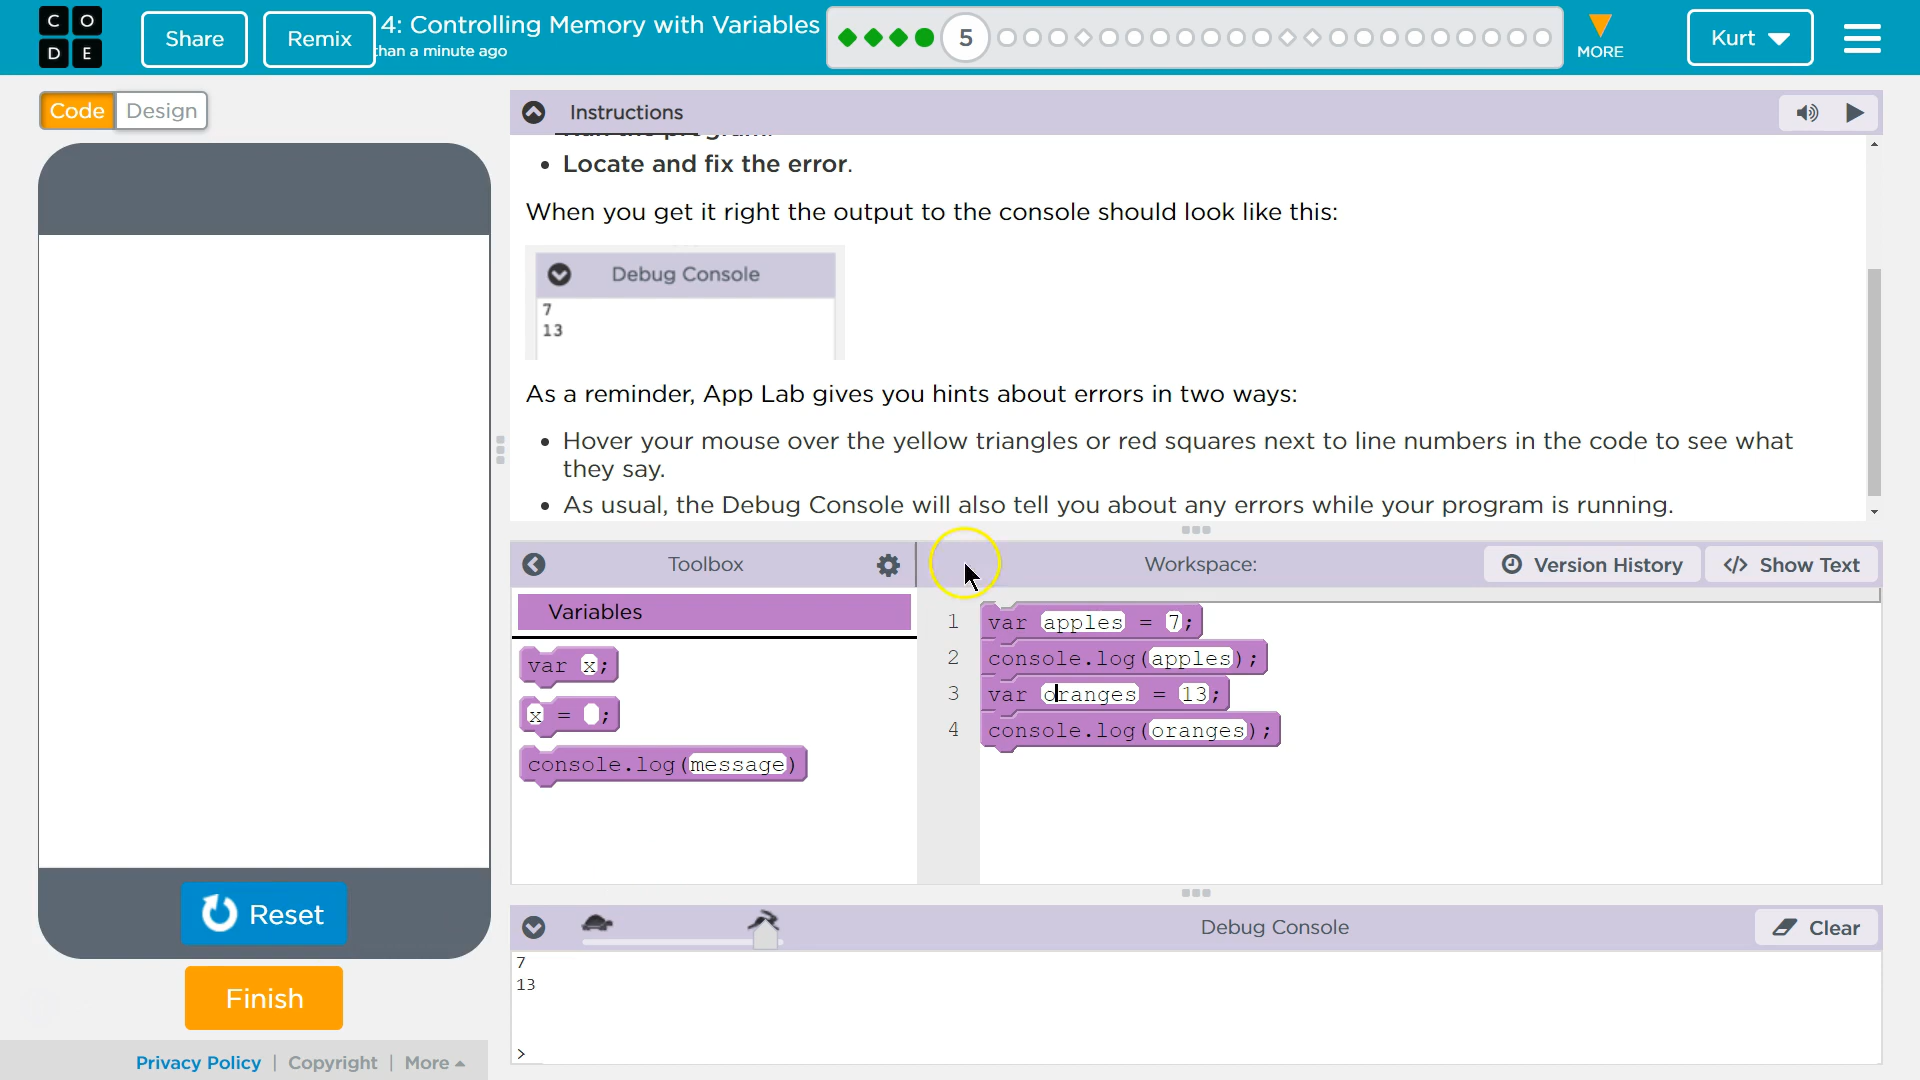 C O
D E
Share
Remix
4: Controlling Memory with Variables
than a minute ago
5
MORE
Kurt
Code
Design
Instructions
Run the program.
• Locate and fix the error.
When you get it right the output to the console should look like this:
Debug Console
7
13
As a reminder, App Lab gives you hints about errors in two ways:
• Hover your mouse over the yellow triangles or red squares next to line numbers in the code to see what
they say.
• As usual, the Debug Console will also tell you about any errors while your program is running.
Toolbox
Workspace:
Version History
</> Show Text
Variables
var x;
x = ;
console.log(message)
1 var apples = 7;
2 console.log(apples);
3 var oranges = 13;
4 console.log(oranges);
Reset
Finish
Debug Console
Clear
7
13
>
Privacy Policy | Copyright | More